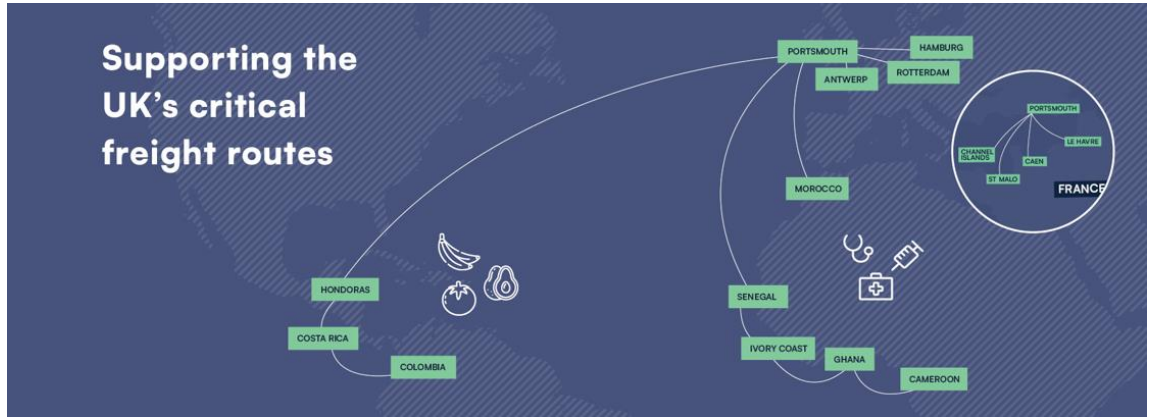 Supporting the
UK's critical
freight routes
PORTSMOUTH
HAMBURG
ANTWERP
ROTTERDAM
PORTSMOUTH
LE HAVRE
CHANNEL
ISLANDS
CAEN
ST MALO
FRANCE
MOROCCO
HONDORAS
SENEGAL
COSTA RICA
IVORY COAST
GHANA
COLOMBIA
CAMEROON